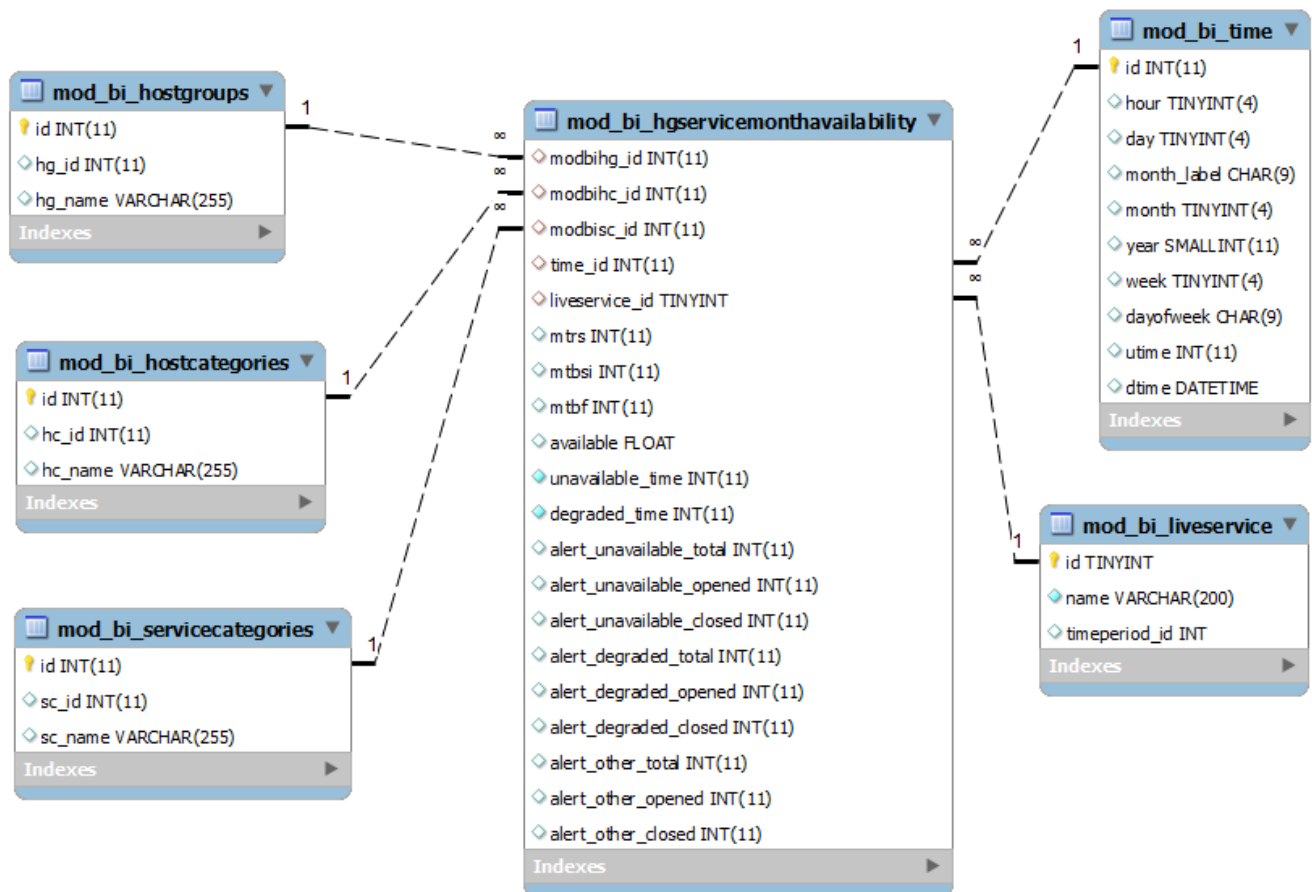 mod_bi_hostgroups
id INT(11)
hg_id INT(11)
hg_name VARCHAR(255)
Indexes
1
∞
mod_bi_hostcategories
id INT(11)
hc_id INT(11)
hc_name VARCHAR(255)
Indexes
1
∞
mod_bi_servicecategories
id INT(11)
sc_id INT(11)
sc_name VARCHAR(255)
Indexes
1
∞
mod_bi_hgservicemonthavailability
modbihg_id INT(11)
modbihc_id INT(11)
modbisc_id INT(11)
time_id INT(11)
liveservice_id TINYINT
mtrs INT(11)
mtbsi INT(11)
mtbf INT(11)
available FLOAT
unavailable_time INT(11)
degraded_time INT(11)
alert_unavailable_total INT(11)
alert_unavailable_opened INT(11)
alert_unavailable_closed INT(11)
alert_degraded_total INT(11)
alert_degraded_opened INT(11)
alert_degraded_closed INT(11)
alert_other_total INT(11)
alert_other_opened INT(11)
alert_other_closed INT(11)
Indexes
∞
∞
1
mod_bi_time
id INT(11)
hour TINYINT(4)
day TINYINT(4)
month_label CHAR(9)
month TINYINT(4)
year SMALLINT(11)
week TINYINT(4)
dayofweek CHAR(9)
utime INT(11)
dtime DATETIME
Indexes
1
mod_bi_liveservice
id TINYINT
name VARCHAR(200)
timeperiod_id INT
Indexes